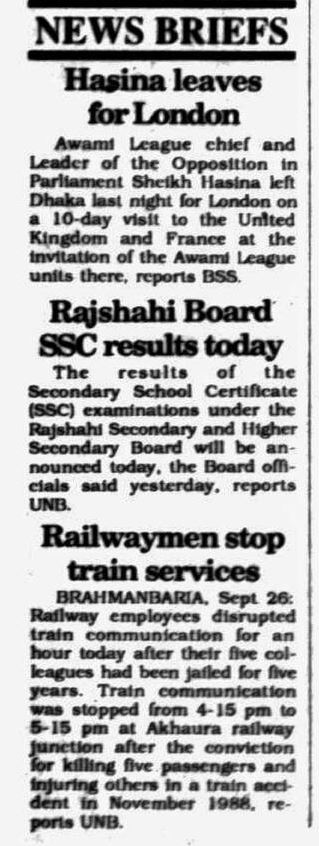 NEWS BRIEFS
Hasina leaves
for London
Awami League chief and
Leader of the Opposition in
Parliament Sheikh Hasina left
Dhaka last night for London on
a 10-day visit to the United
Kingdom and France at the
invitation of the Awami League
units there, reports BSS.
Rajshahi Board
SSC results today
The results of the
Secondary School Certificate
(SSC) examinations under the
Rajshahi Secondary and Higher
Secondary Board will be an-
nounced today, the Board offi-
cials said yesterday, reports
UNB.
Railwaymen stop
train services
BRAHMANBARIA, Sept 26:
Railway employees disrupted
train communication for an
hour today after their five col-
leagues had been jailed for five
years. Train communication
was stopped from 4-15 pm to
5-15 pm at Akhaura railway
junction after the conviction
for killing five passengers and
injuring others in a train acci-
dent in November 1988, re-
ports UNB.